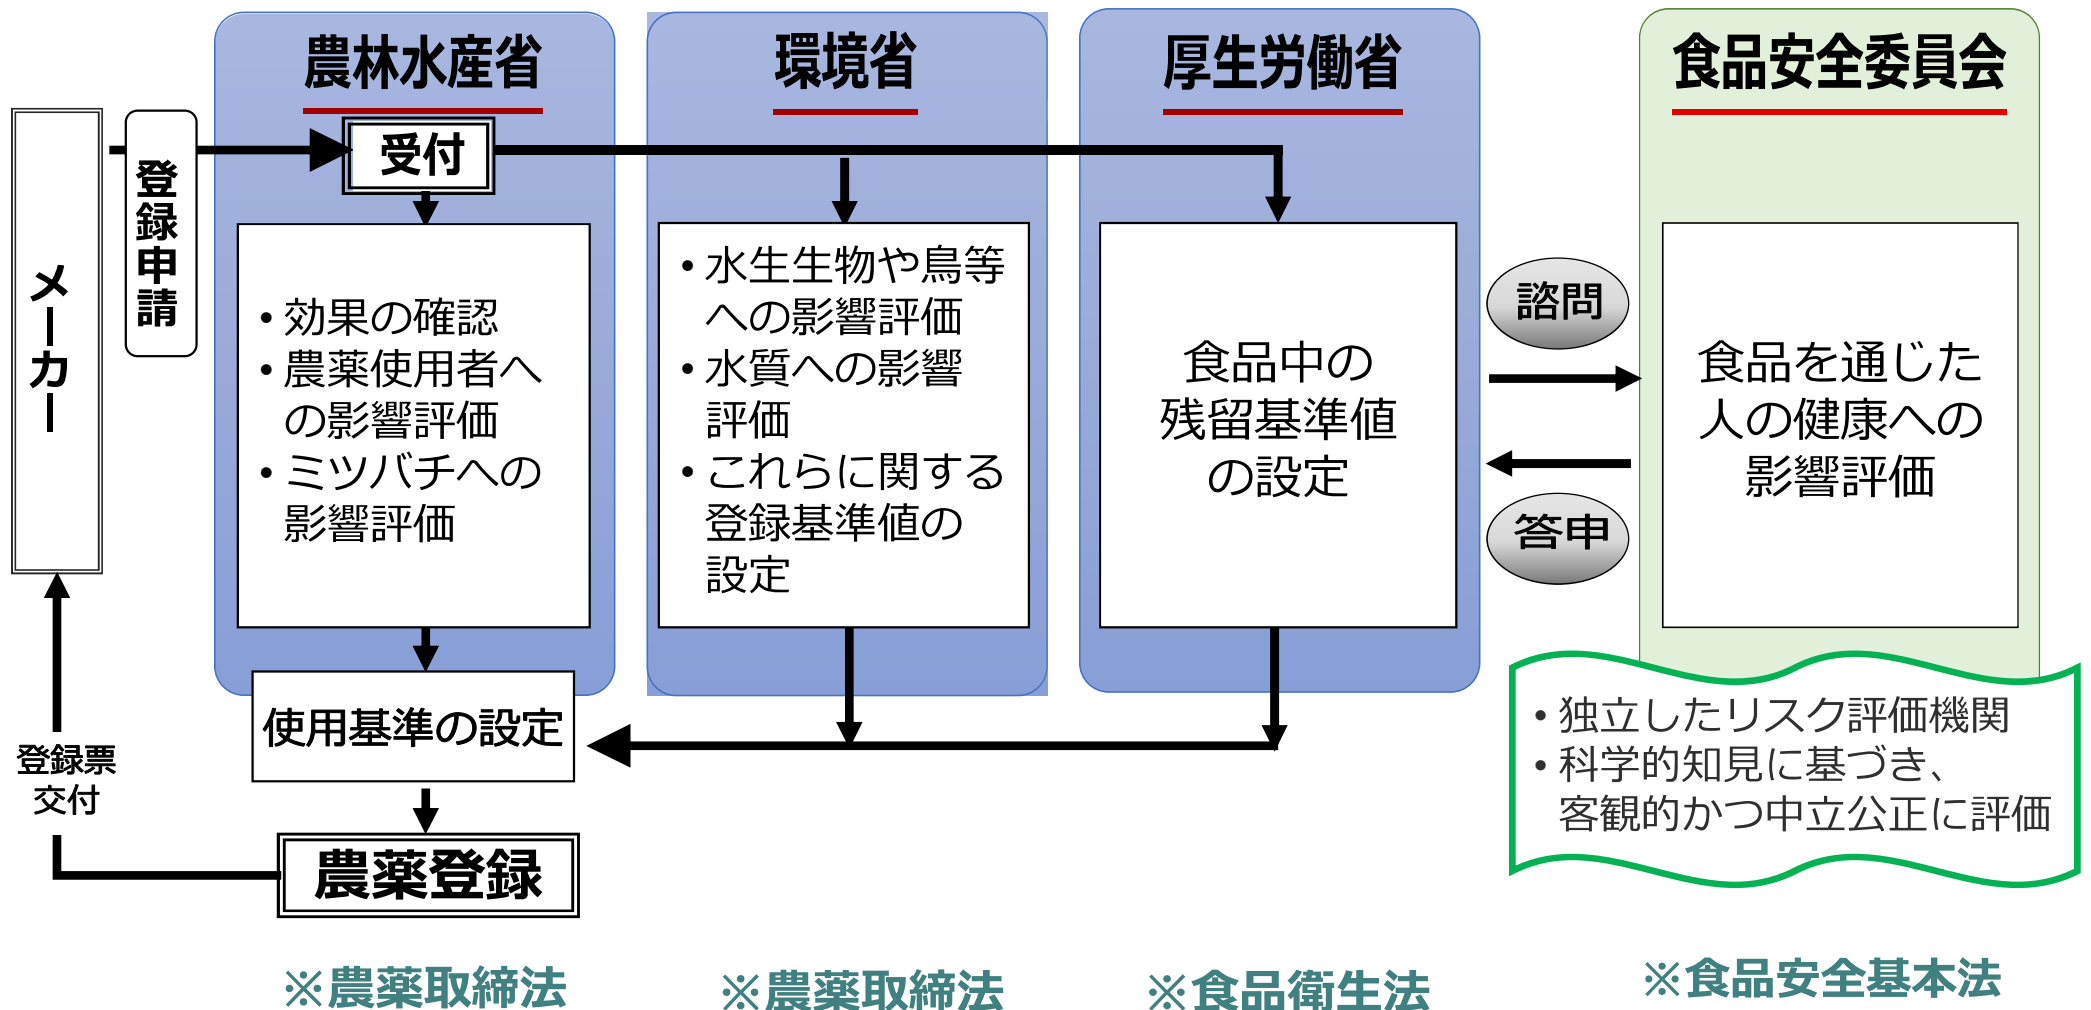 農林水産省
環境省
厚生労働省
食品安全委員会
メーカー
登録申請
受付
• 効果の確認
• 農薬使用者へ
の影響評価
• ミツバチへの
影響評価
• 水生生物や鳥等
への影響評価
• 水質への影響
評価
• これらに関する
登録基準値の
設定
食品中の
残留基準値
の設定
諮問
答申
食品を通じた
人の健康への
影響評価
使用基準の設定
• 独立したリスク評価機関
• 科学的知見に基づき、
客観的かつ中立公正に評価
登録票
交付
農薬登録
※農薬取締法
※農薬取締法
※食品衛生法
※食品安全基本法